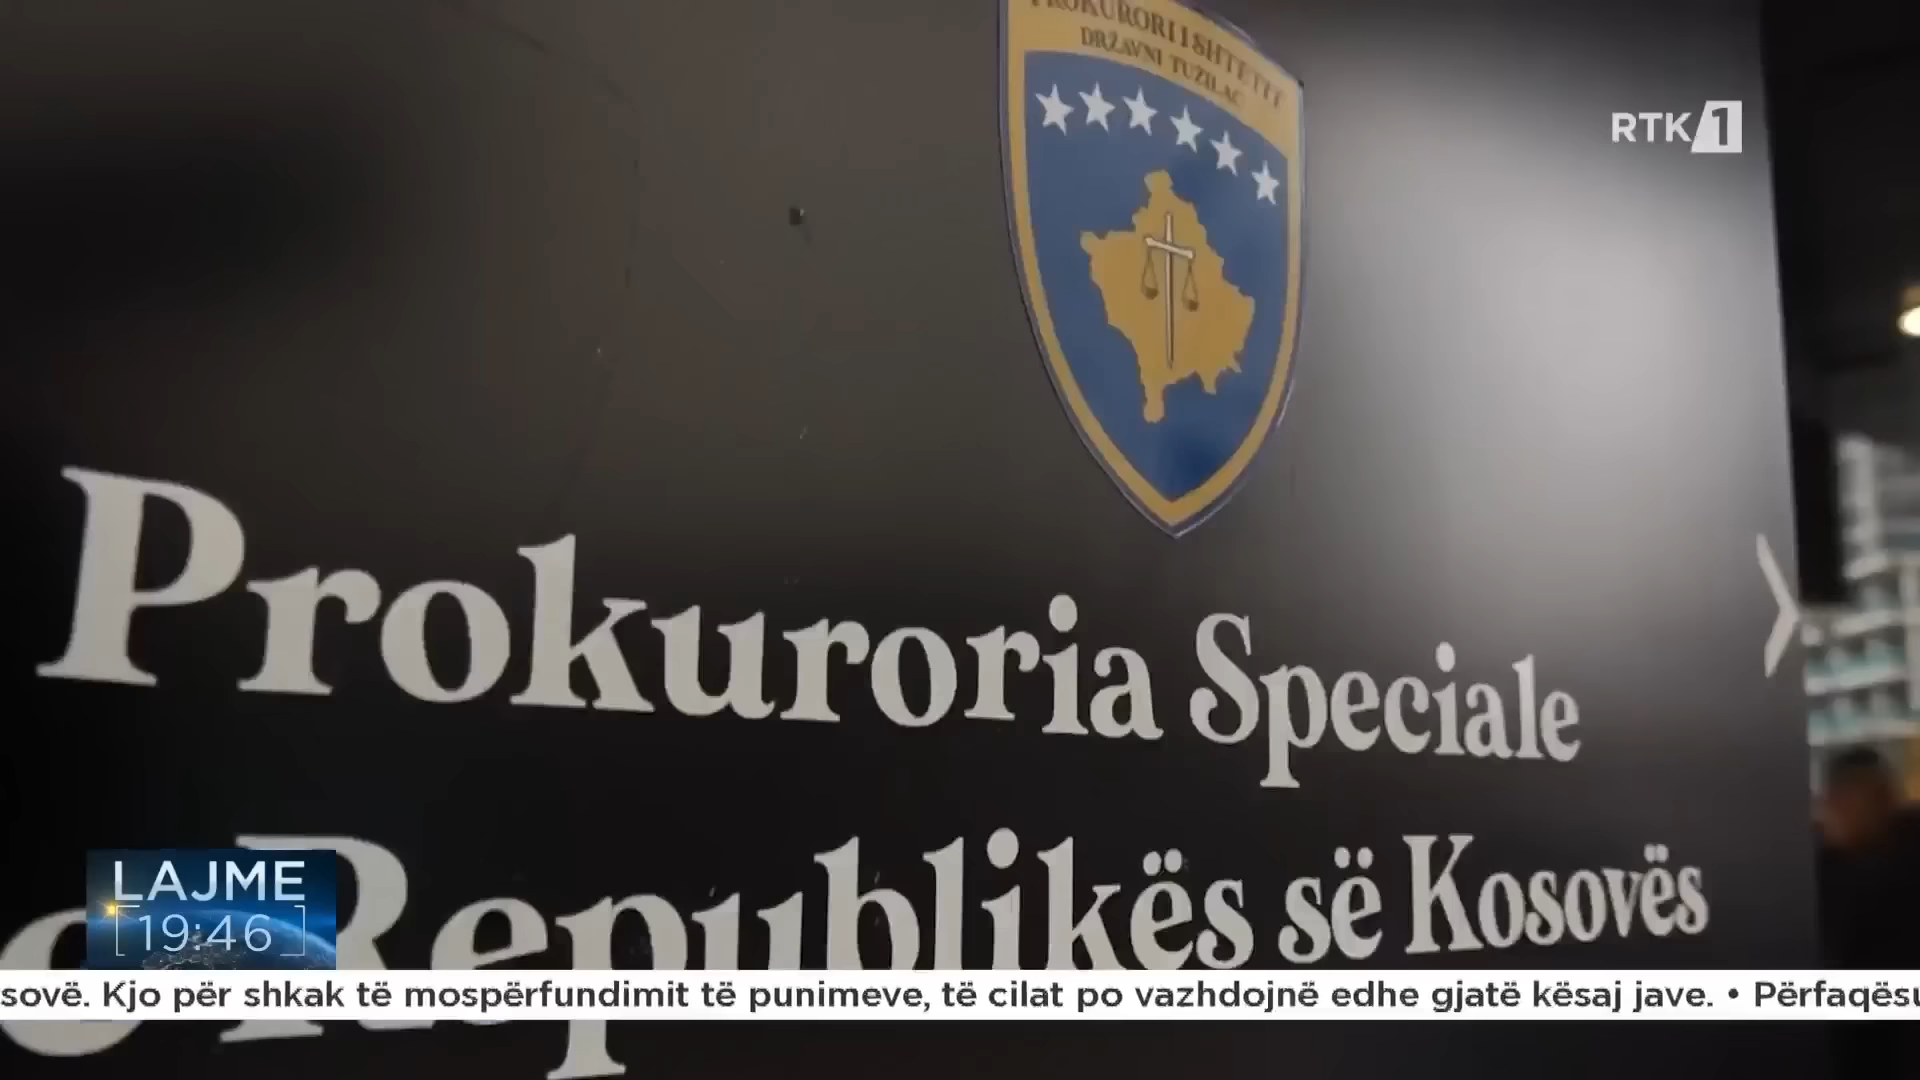 PROKURORI I SHTETIT
DRŽAVNI TUŽILAC
RTK 1
Prokuroria Speciale
e Republikës së Kosovës
LAJME
19:46
sovë. Kjo për shkak të mospërfundimit të punimeve, të cilat po vazhdojnë edhe gjatë kësaj jave. • Përfaqësu